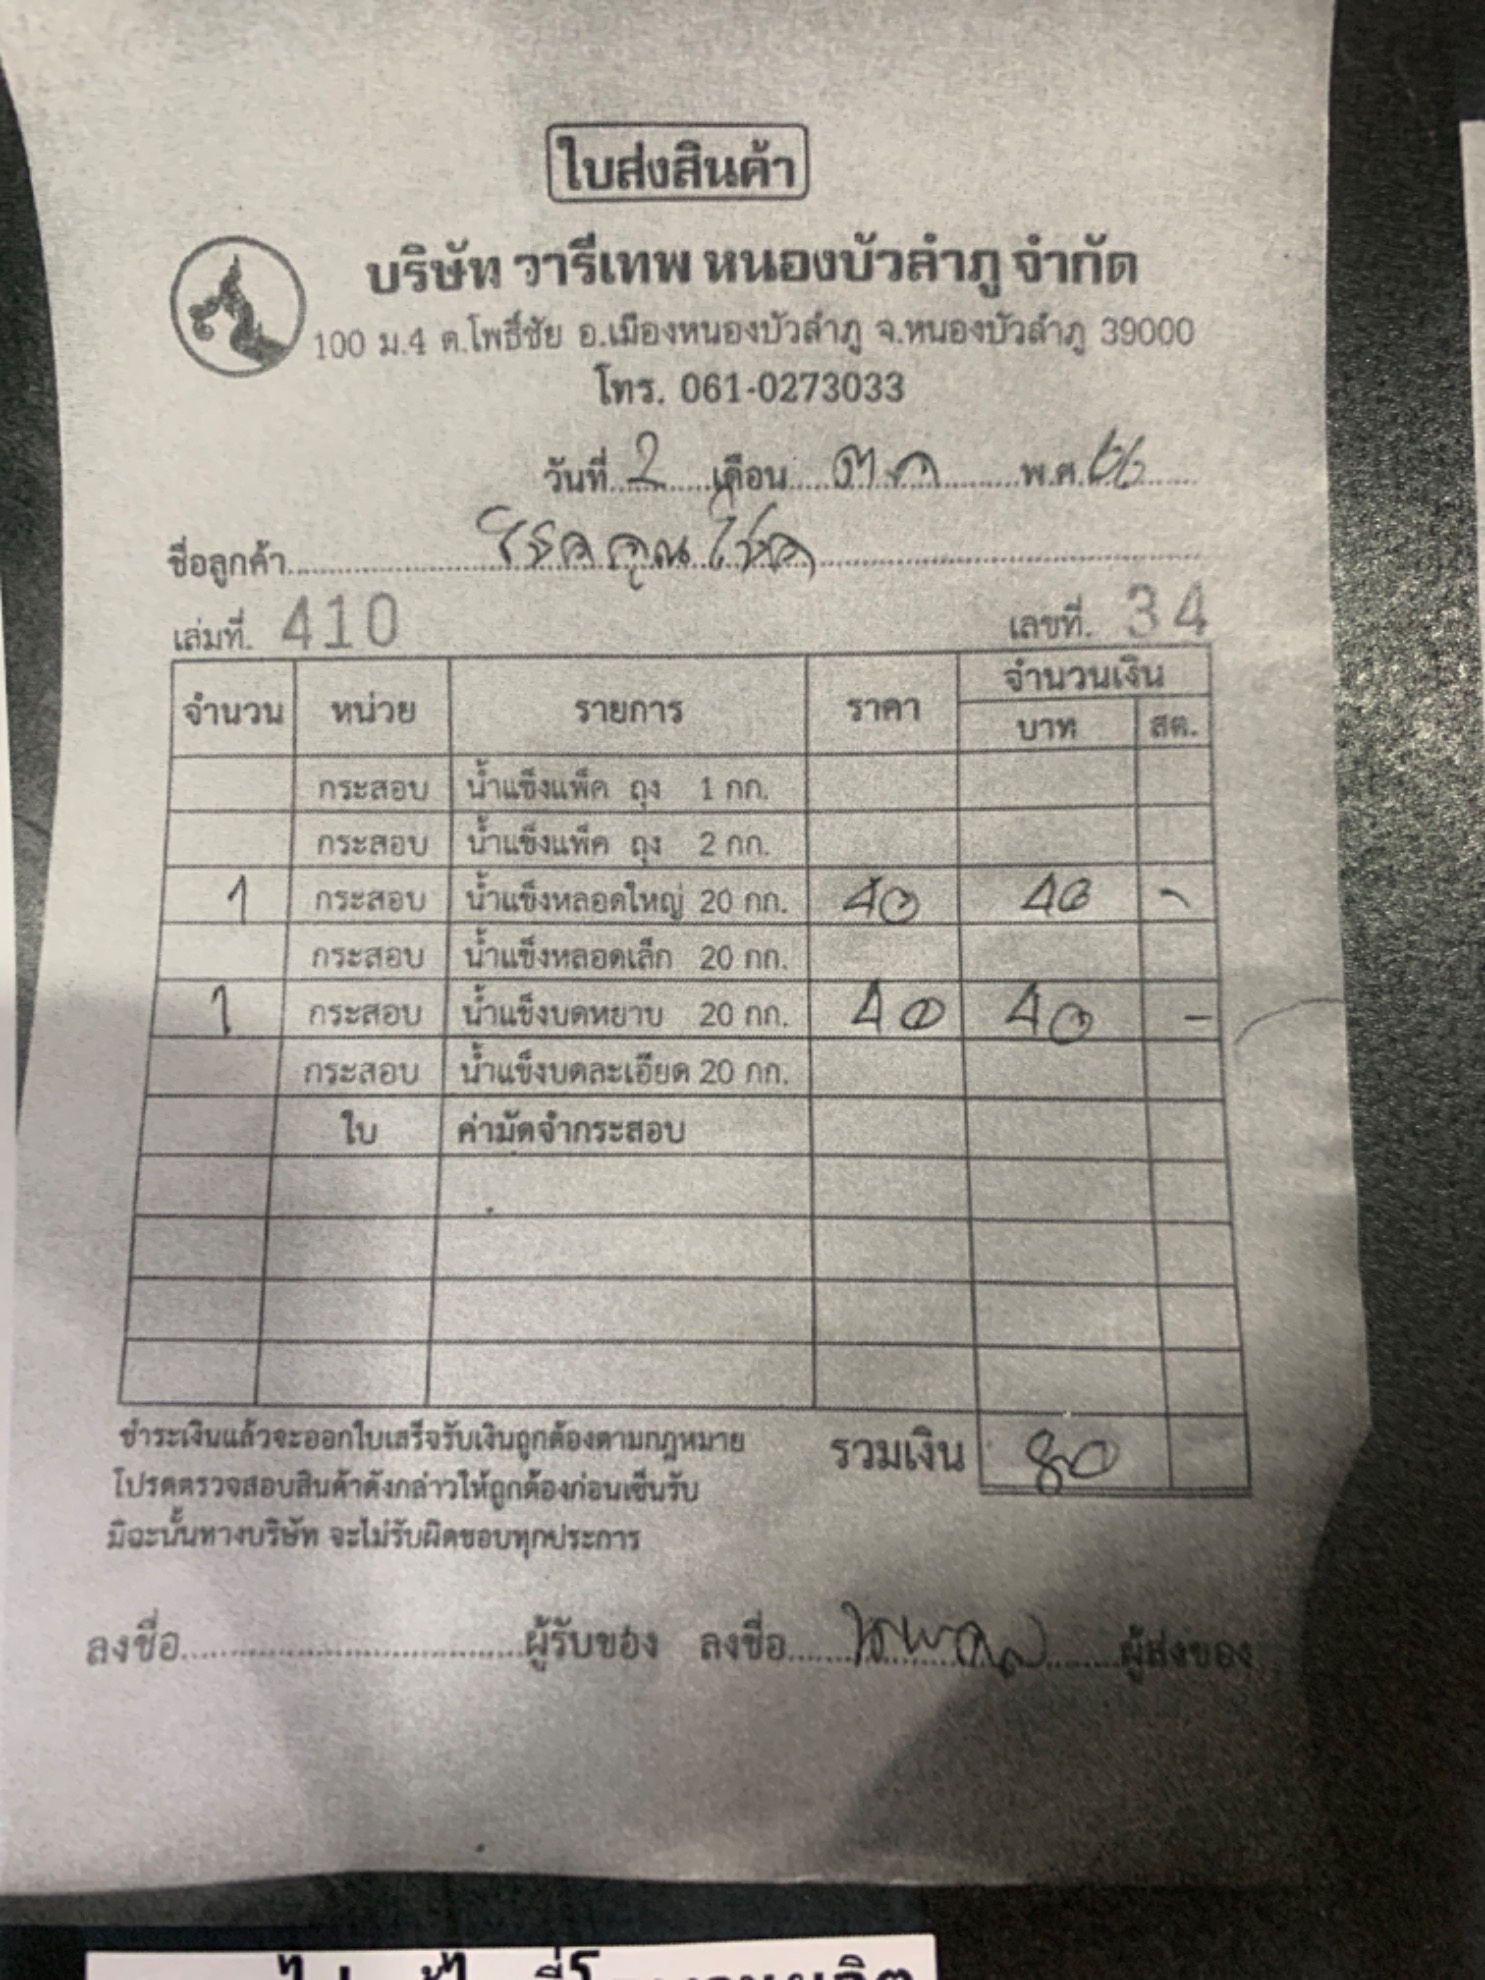 ใบส่งสินค้า
บริษัท วารีเทพ หนองบัวลำภู จำกัด
100 ม.4 ต.โพธิ์ชัย อ.เมืองหนองบัวลำภู จ.หนองบัวลำภู 39000
โทร. 061-0273033
วันที่ 2 เดือน ตค พ.ศ. 66
ชื่อลูกค้า
เล่มที่. 410 เลขที่. 34
จำนวน หน่วย รายการ ราคา จำนวนเงิน
บาท สต.
กระสอบ น้ำแข็งแพ็ค ถุง 1 กก.
กระสอบ น้ำแข็งแพ็ค ถุง 2 กก.
1 กระสอบ น้ำแข็งหลอดใหญ่ 20 กก. 40 40 -
กระสอบ น้ำแข็งหลอดเล็ก 20 กก.
1 กระสอบ น้ำแข็งบดหยาบ 20 กก. 40 40 -
กระสอบ น้ำแข็งบดละเอียด 20 กก.
ใบ ค่ามัดจำกระสอบ
ชำระเงินแล้วจะออกใบเสร็จรับเงินถูกต้องตามกฎหมาย รวมเงิน 80
โปรดตรวจสอบสินค้าดังกล่าวให้ถูกต้องก่อนเซ็นรับ
มิฉะนั้นทางบริษัท จะไม่รับผิดชอบทุกประการ
ลงชื่อ ผู้รับของ ลงชื่อ ผู้ส่งของ